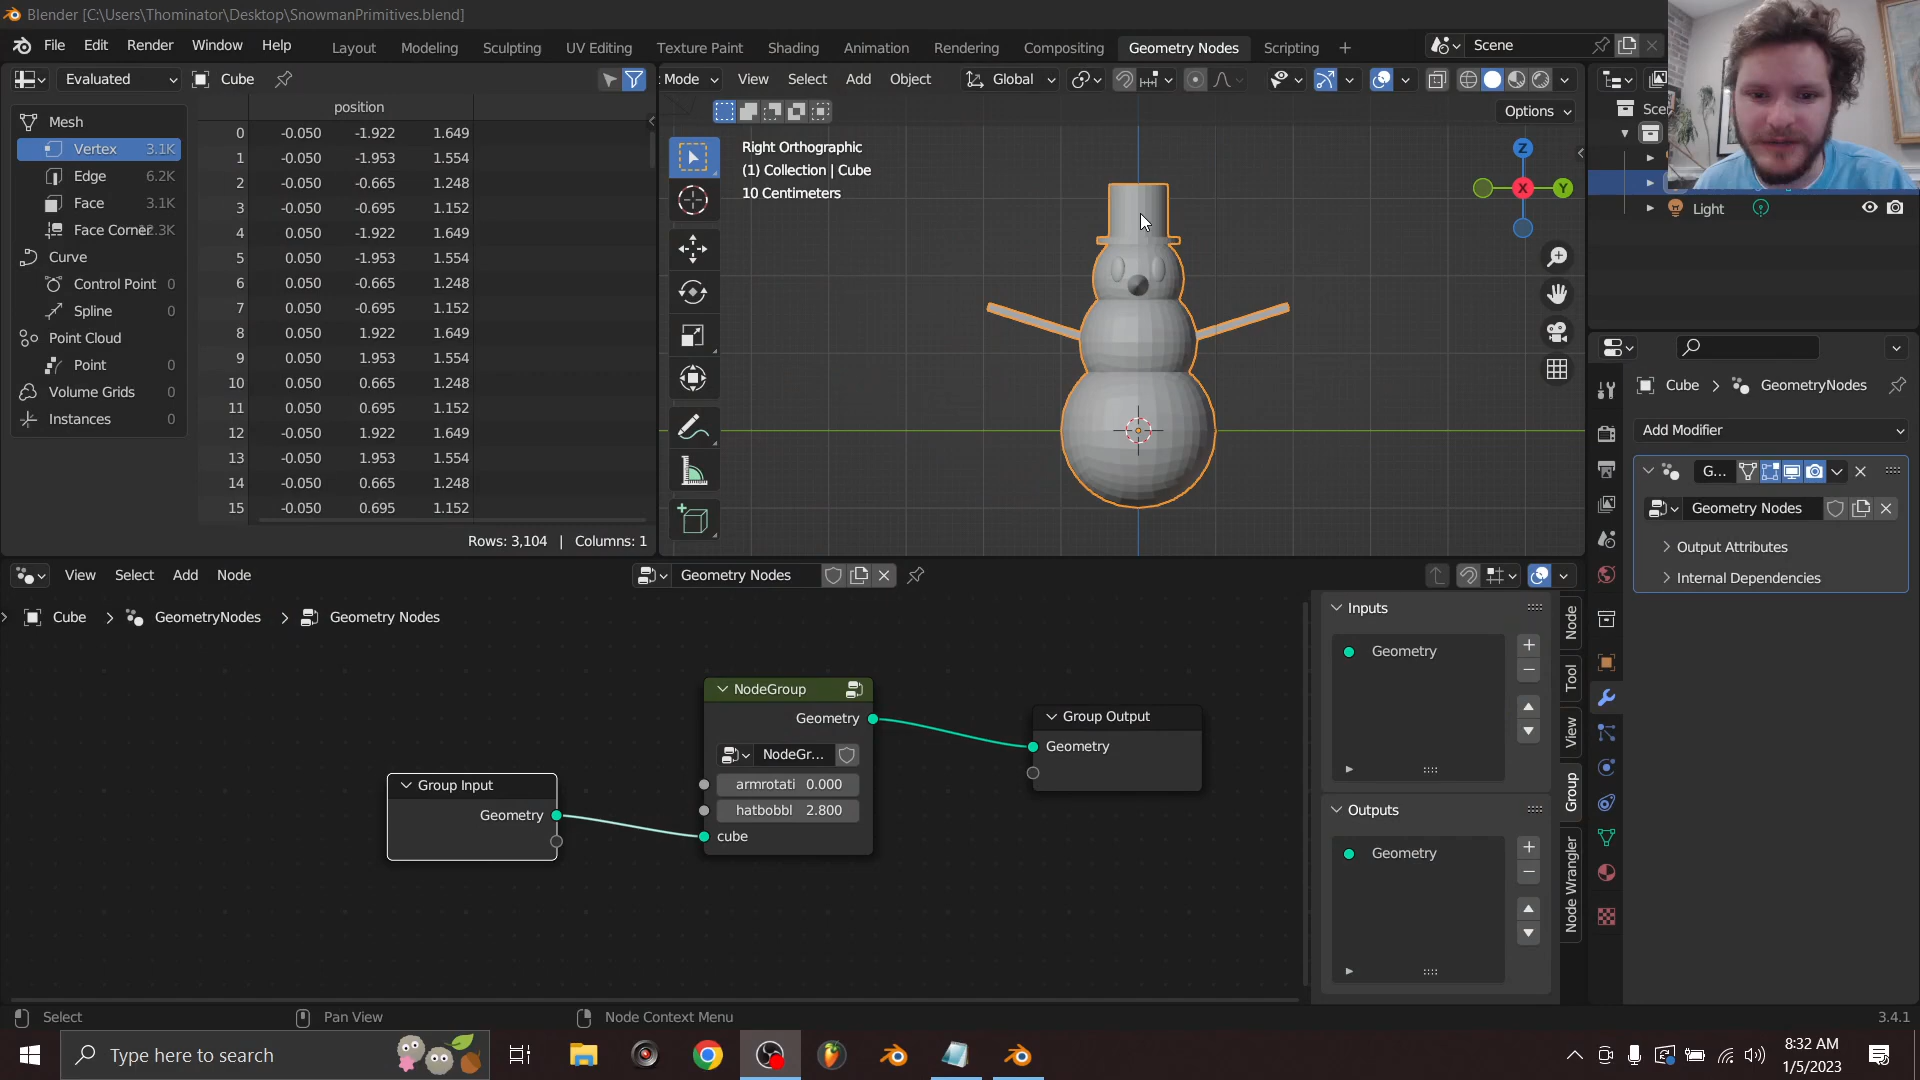 Blender [C:\Users\Thominator\Desktop\SnowmanPrimitives.blend]
File Edit Render Window Help Layout Modeling Sculpting UV Editing Texture Paint Shading Animation Rendering Compositing Geometry Nodes Scripting + Scene
Evaluated Cube
Mode View Select Add Object Global
Options
position
Mesh
Vertex 3.1K
Edge 6.2K
Face 3.1K
Face Corner
Curve
Control Point 0
Spline 0
Point Cloud
Point 0
Volume Grids 0
Instances 0
0 -0.050 -1.922 1.649
1 -0.050 -1.953 1.554
2 -0.050 -0.665 1.248
3 -0.050 -0.695 1.152
4 -0.050 -1.922 1.649
5 -0.050 -1.953 1.554
6 0.050 -0.665 1.248
7 0.050 -0.695 1.152
8 0.050 1.922 1.649
9 0.050 1.953 1.554
10 0.050 0.665 1.248
11 0.050 0.695 1.152
12 -0.050 1.922 1.649
13 -0.050 1.953 1.554
14 -0.050 0.665 1.248
15 -0.050 0.695 1.152
Rows: 3,104 | Columns: 1
Right Orthographic
(1) Collection | Cube
10 Centimeters
Z
X
Y
Light
Cube > GeometryNodes
Add Modifier
G...
Geometry Nodes
Output Attributes
Internal Dependencies
View Select Add Node
Geometry Nodes
Cube > GeometryNodes > Geometry Nodes
Group Input
Geometry
NodeGroup
Geometry
NodeGr...
armrotati 0.000
hatbobbl 2.800
cube
Group Output
Geometry
Inputs
Geometry
Outputs
Geometry
Node
Tool
View
Group
Node Wrangler
Select Pan View Node Context Menu 3.4.1
Type here to search
8:32 AM
1/5/2023